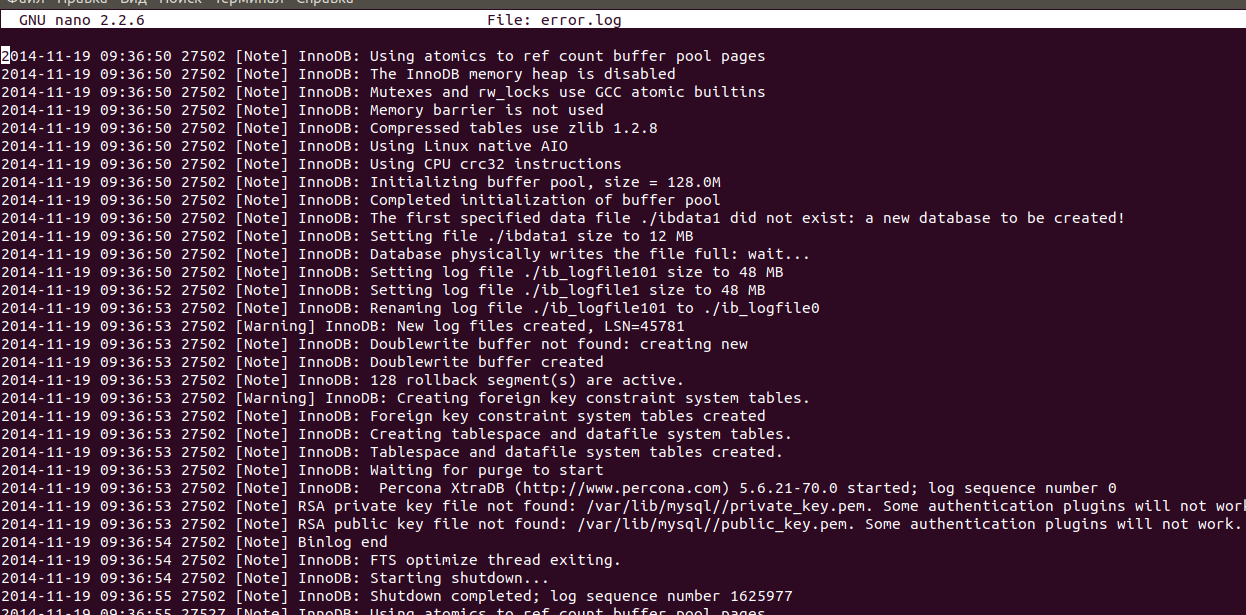 Файл Правка Вид Поиск Терминал Справка
GNU nano 2.2.6 File: error.log
2014-11-19 09:36:50 27502 [Note] InnoDB: Using atomics to ref count buffer pool pages
2014-11-19 09:36:50 27502 [Note] InnoDB: The InnoDB memory heap is disabled
2014-11-19 09:36:50 27502 [Note] InnoDB: Mutexes and rw_locks use GCC atomic builtins
2014-11-19 09:36:50 27502 [Note] InnoDB: Memory barrier is not used
2014-11-19 09:36:50 27502 [Note] InnoDB: Compressed tables use zlib 1.2.8
2014-11-19 09:36:50 27502 [Note] InnoDB: Using Linux native AIO
2014-11-19 09:36:50 27502 [Note] InnoDB: Using CPU crc32 instructions
2014-11-19 09:36:50 27502 [Note] InnoDB: Initializing buffer pool, size = 128.0M
2014-11-19 09:36:50 27502 [Note] InnoDB: Completed initialization of buffer pool
2014-11-19 09:36:50 27502 [Note] InnoDB: The first specified data file ./ibdata1 did not exist: a new database to be created!
2014-11-19 09:36:50 27502 [Note] InnoDB: Setting file ./ibdata1 size to 12 MB
2014-11-19 09:36:50 27502 [Note] InnoDB: Database physically writes the file full: wait...
2014-11-19 09:36:50 27502 [Note] InnoDB: Setting log file ./ib_logfile101 size to 48 MB
2014-11-19 09:36:52 27502 [Note] InnoDB: Setting log file ./ib_logfile1 size to 48 MB
2014-11-19 09:36:53 27502 [Note] InnoDB: Renaming log file ./ib_logfile101 to ./ib_logfile0
2014-11-19 09:36:53 27502 [Warning] InnoDB: New log files created, LSN=45781
2014-11-19 09:36:53 27502 [Note] InnoDB: Doublewrite buffer not found: creating new
2014-11-19 09:36:53 27502 [Note] InnoDB: Doublewrite buffer created
2014-11-19 09:36:53 27502 [Note] InnoDB: 128 rollback segment(s) are active.
2014-11-19 09:36:53 27502 [Warning] InnoDB: Creating foreign key constraint system tables.
2014-11-19 09:36:53 27502 [Note] InnoDB: Foreign key constraint system tables created
2014-11-19 09:36:53 27502 [Note] InnoDB: Creating tablespace and datafile system tables.
2014-11-19 09:36:53 27502 [Note] InnoDB: Tablespace and datafile system tables created.
2014-11-19 09:36:53 27502 [Note] InnoDB: Waiting for purge to start
2014-11-19 09:36:53 27502 [Note] InnoDB:  Percona XtraDB (http://www.percona.com) 5.6.21-70.0 started; log sequence number 0
2014-11-19 09:36:53 27502 [Note] RSA private key file not found: /var/lib/mysql//private_key.pem. Some authentication plugins will not work
2014-11-19 09:36:53 27502 [Note] RSA public key file not found: /var/lib/mysql//public_key.pem. Some authentication plugins will not work.
2014-11-19 09:36:54 27502 [Note] Binlog end
2014-11-19 09:36:54 27502 [Note] InnoDB: FTS optimize thread exiting.
2014-11-19 09:36:54 27502 [Note] InnoDB: Starting shutdown...
2014-11-19 09:36:55 27502 [Note] InnoDB: Shutdown completed; log sequence number 1625977
2014-11-19 09:36:55 27527 [Note] InnoDB: Using atomics to ref count buffer pool pages